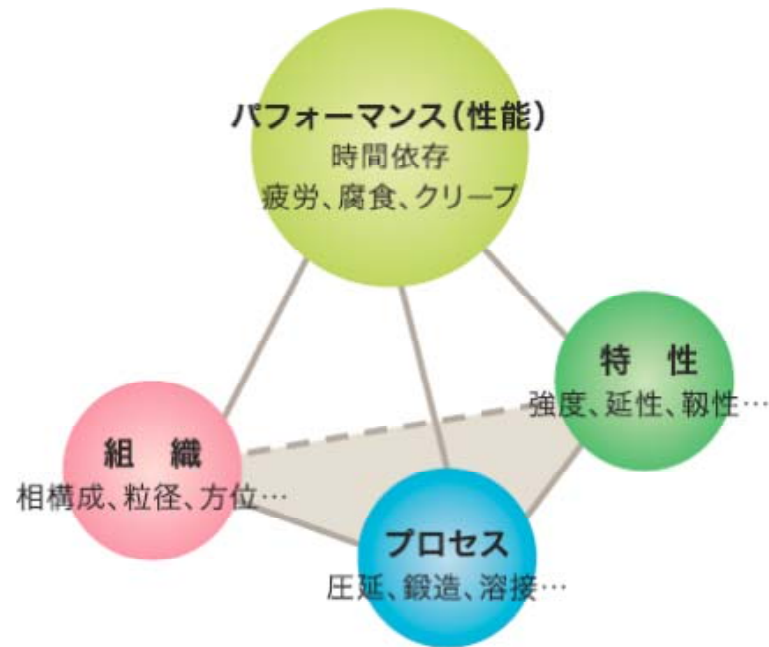 パフォーマンス(性能)
時間依存
疲労、腐食、クリープ
特 性
強度、延性、靱性…
組 織
相構成、粒径、方位…
プロセス
圧延、鍛造、溶接…